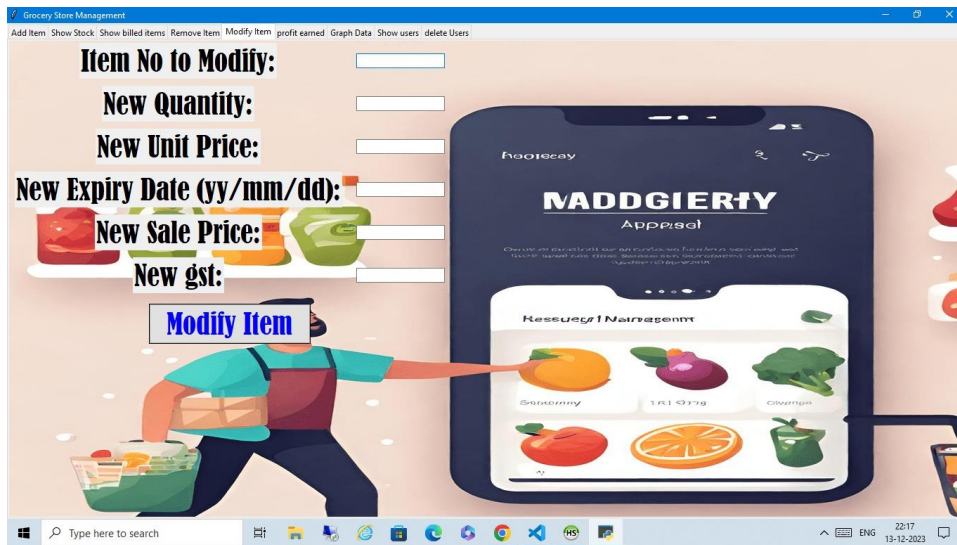 Grocery Store Management
Add Item Show Stock Show billed items Remove Item Modify Item profit earned Graph Data Show users delete Users
Item No to Modify:
New Quantity:
New Unit Price:
New Expiry Date (yy/mm/dd):
New Sale Price:
New gst:
Modify Item
MADDGIERTY
Type here to search
HS
ENG
22:17
13-12-2023